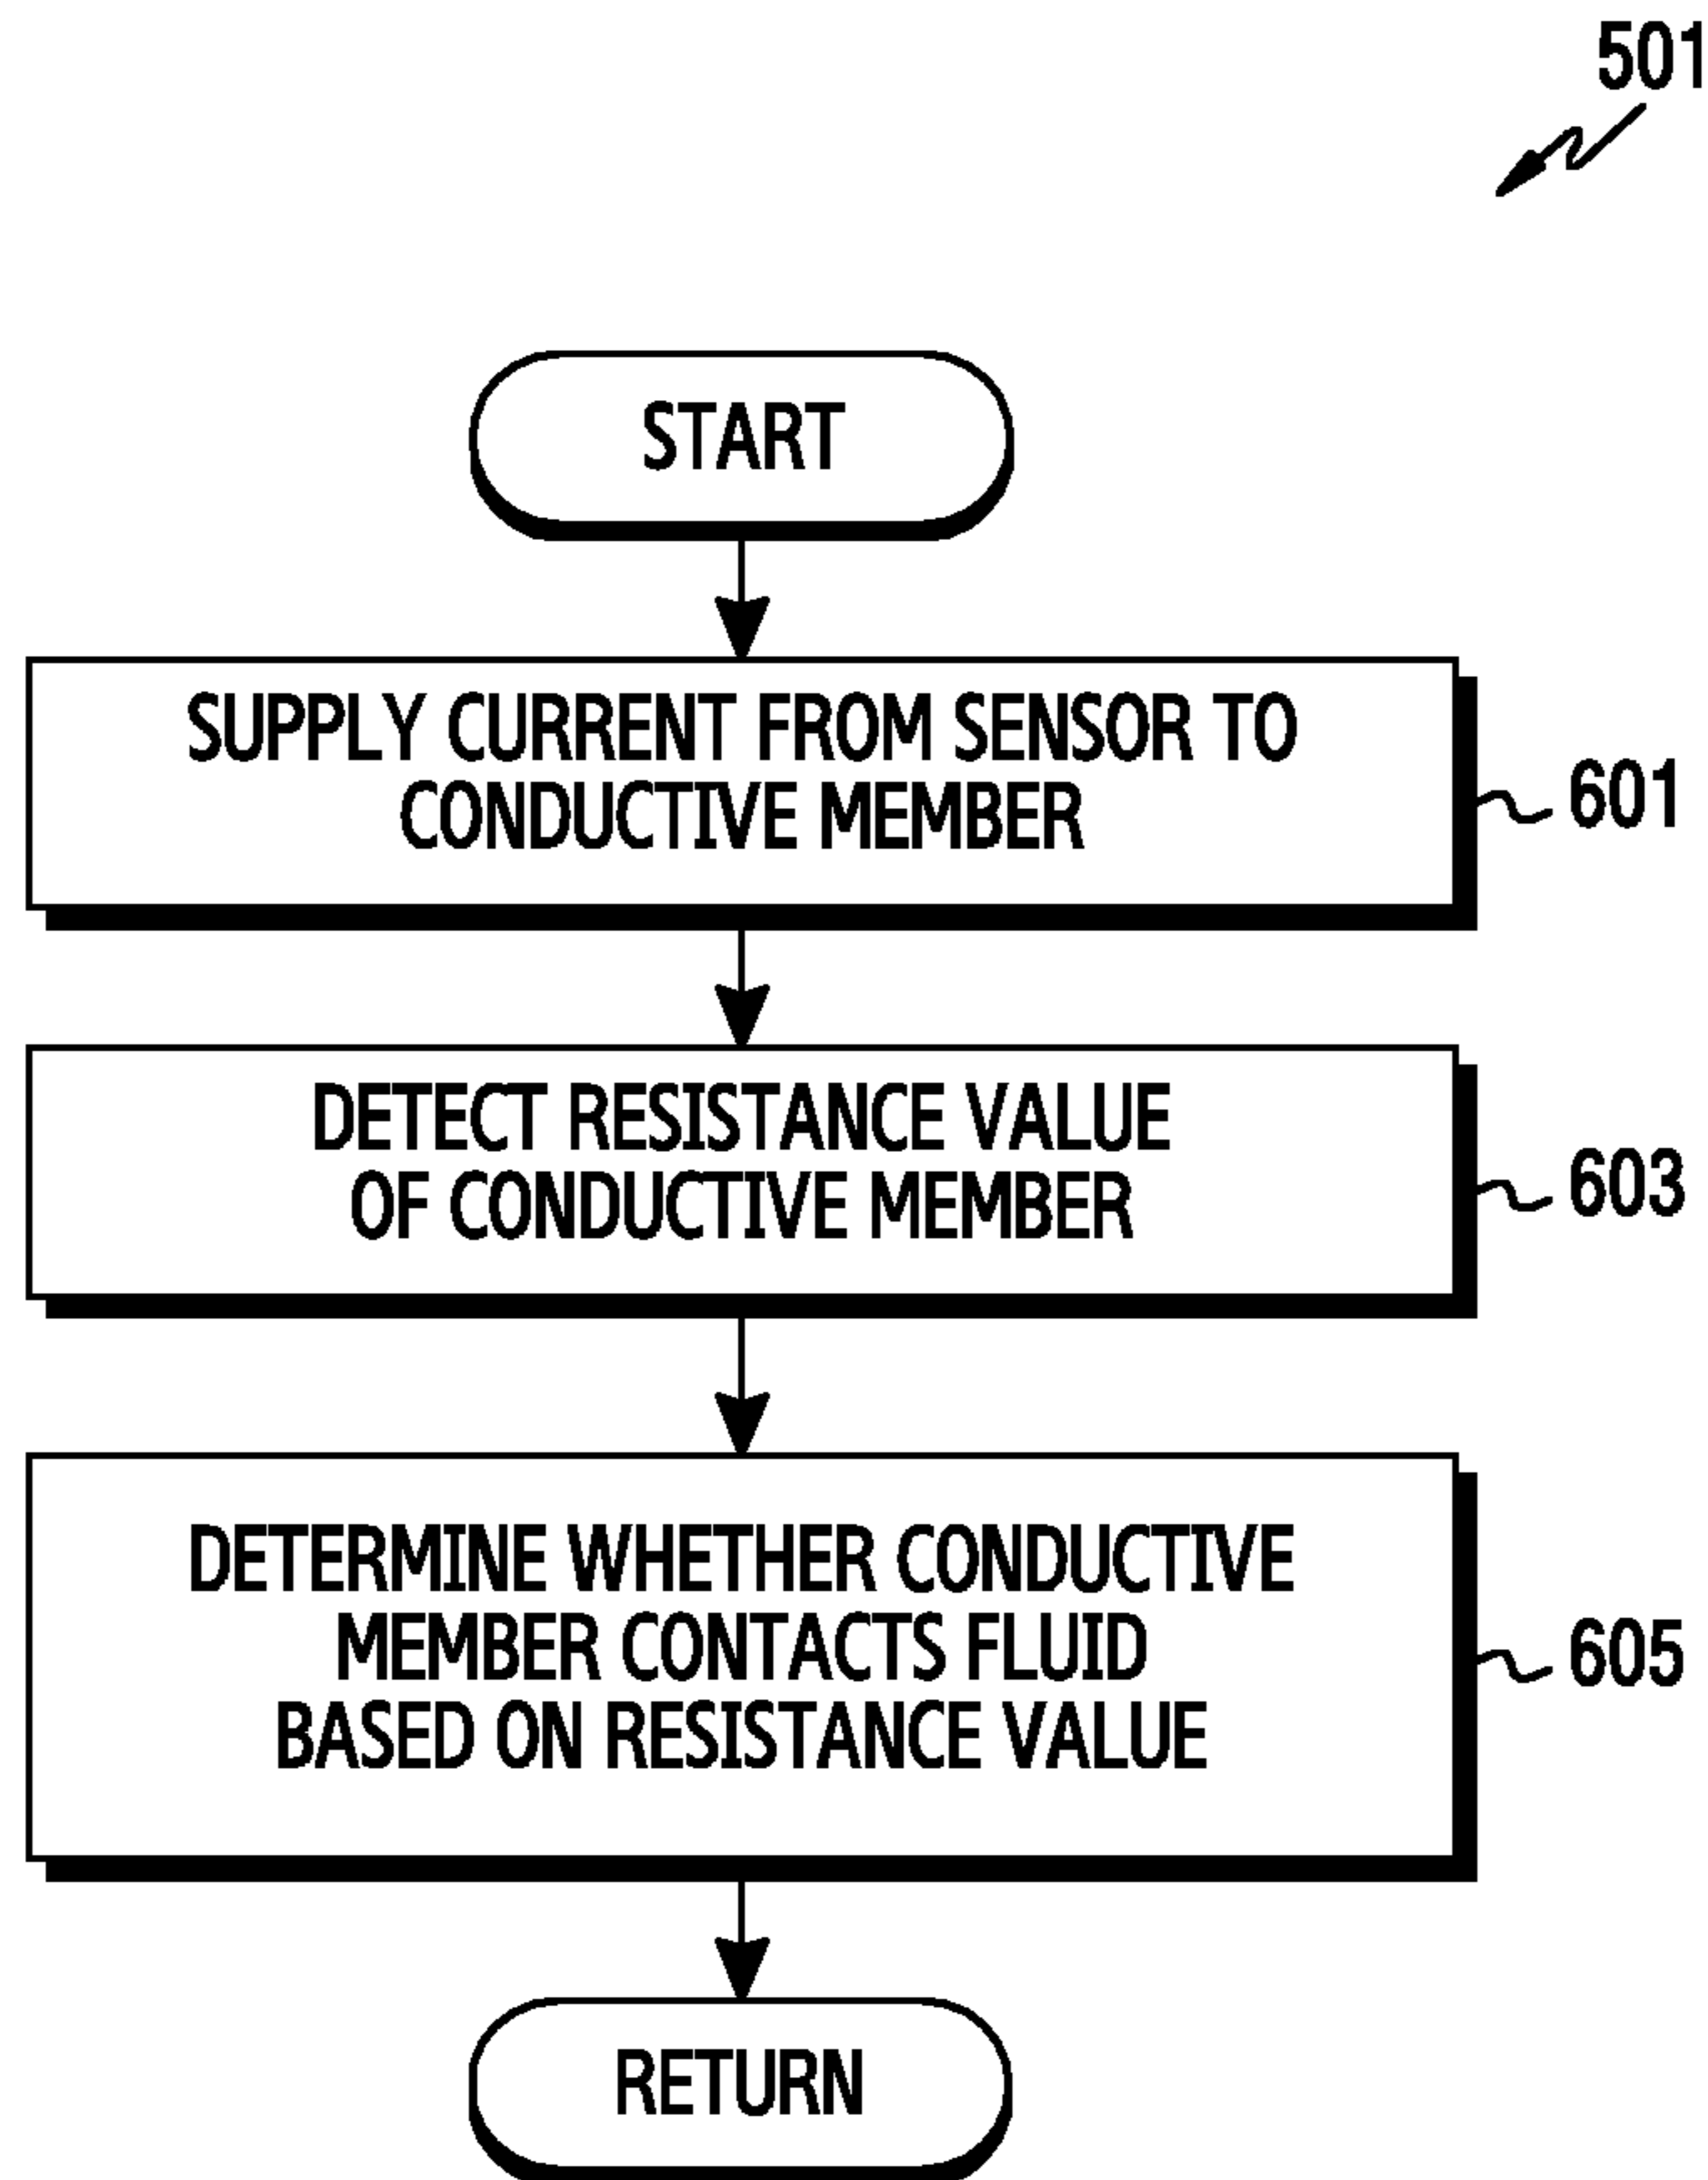 501
START
SUPPLY CURRENT FROM SENSOR TO
CONDUCTIVE MEMBER
601
DETECT RESISTANCE VALUE
OF CONDUCTIVE MEMBER
603
DETERMINE WHETHER CONDUCTIVE
MEMBER CONTACTS FLUID
BASED ON RESISTANCE VALUE
605
RETURN